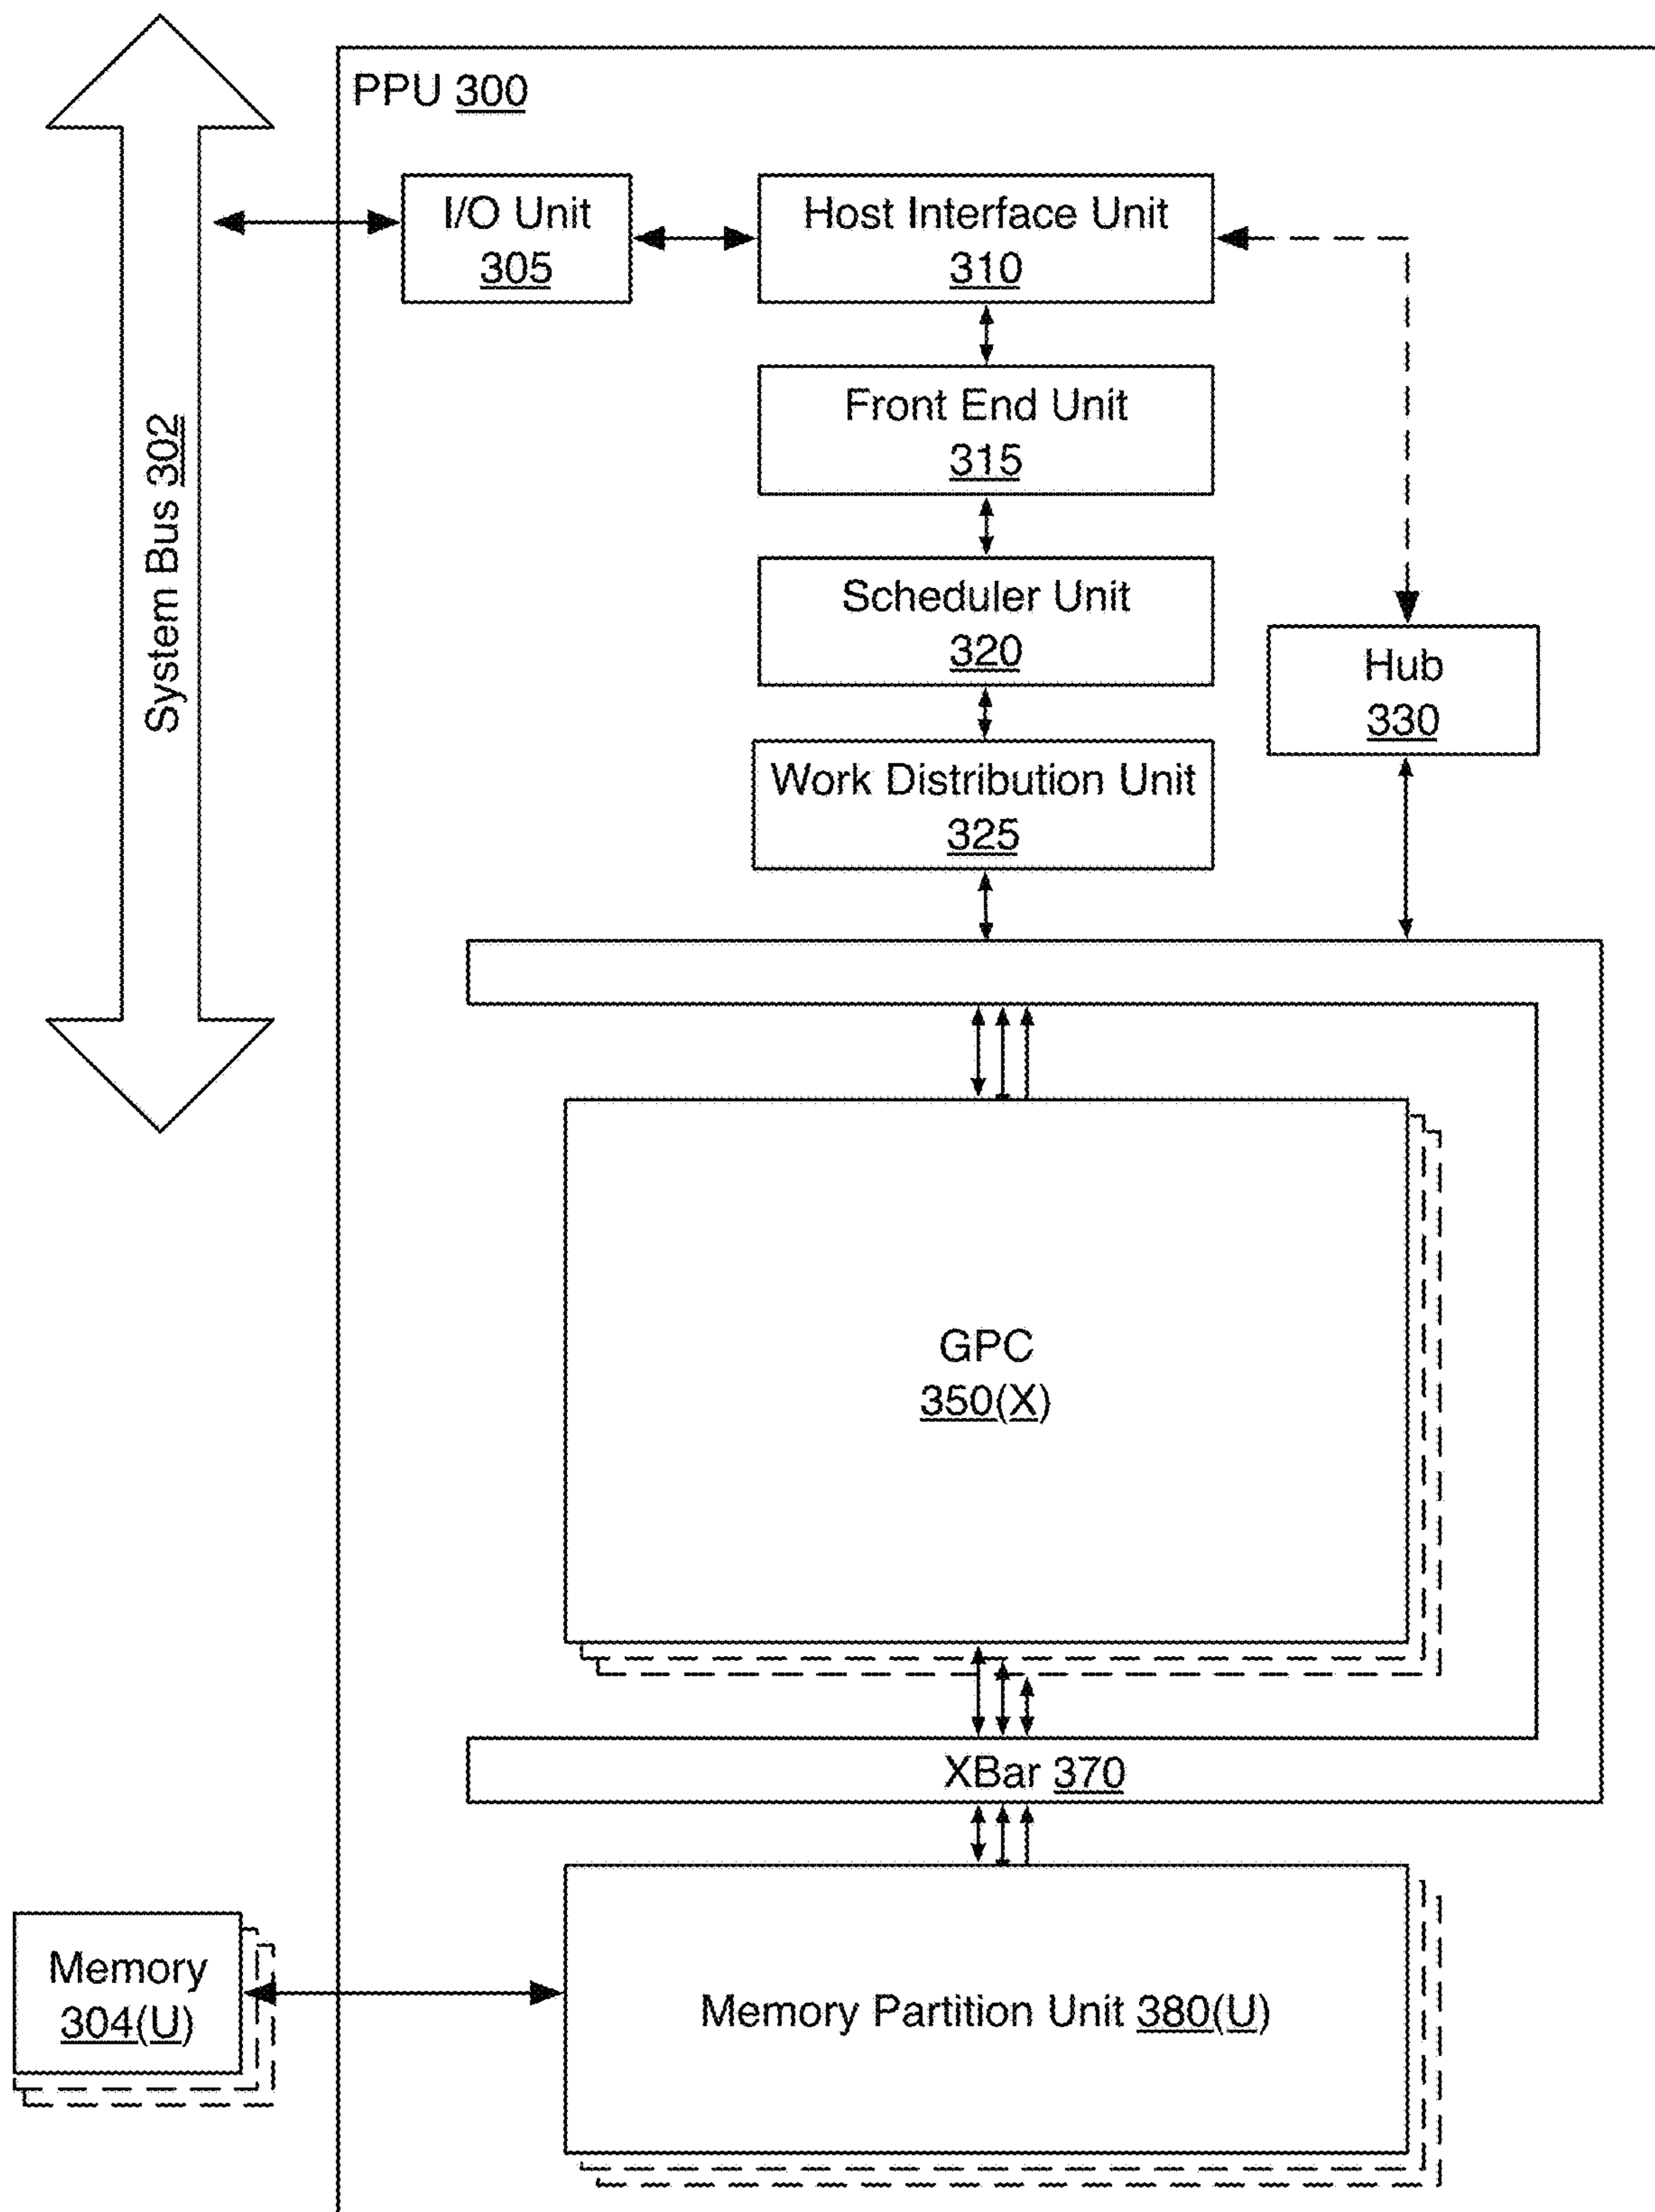 PPU 300
I/O Unit
305
Host Interface Unit
310
Front End Unit
315
System Bus 302
Scheduler Unit
320
Hub
330
Work Distribution Unit
325
GPC
350(X)
XBar 370
Memory
304(U)
Memory Partition Unit 380(U)